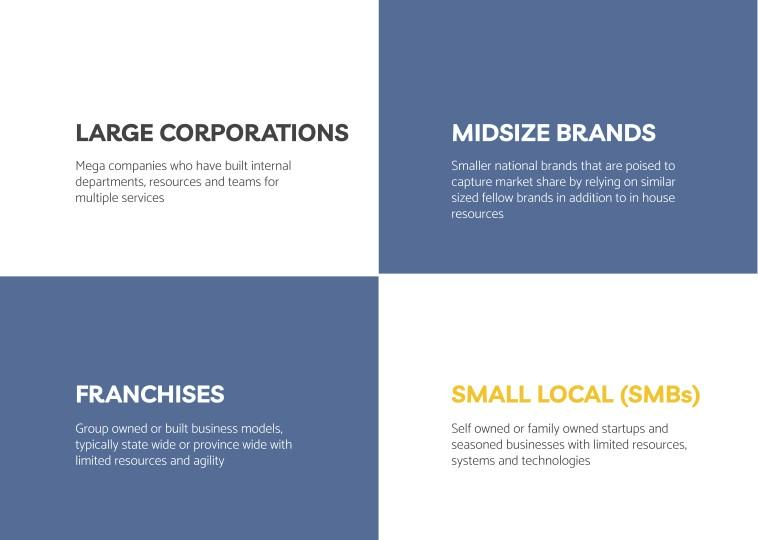 LARGE CORPORATIONS
Mega companies who have built internal
departments, resources and teams for
multiple services
MIDSIZE BRANDS
Smaller national brands that are poised to
capture market share by relying on similar
sized fellow brands in addition to in house
resources
FRANCHISES
Group owned or built business models,
typically state wide or province wide with
limited resources and agility
SMALL LOCAL (SMBs)
Self owned or family owned startups and
seasoned businesses with limited resources,
systems and technologies